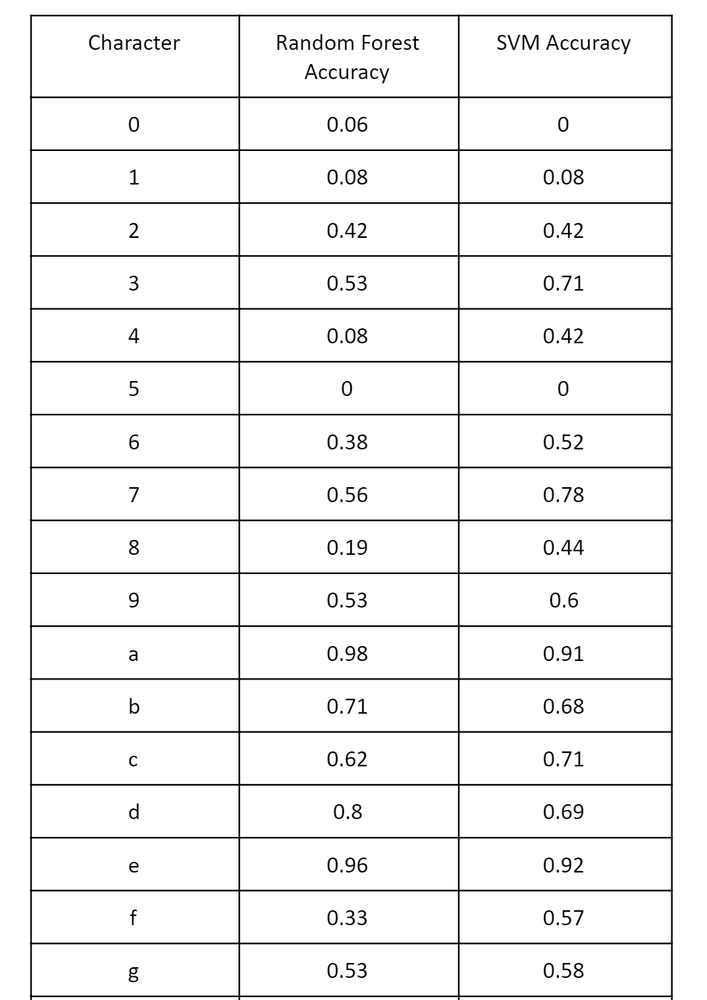 Character Random Forest Accuracy SVM Accuracy
0 0.06 0
1 0.08 0.08
2 0.42 0.42
3 0.53 0.71
4 0.08 0.42
5 0 0
6 0.38 0.52
7 0.56 0.78
8 0.19 0.44
9 0.53 0.6
a 0.98 0.91
b 0.71 0.68
c 0.62 0.71
d 0.8 0.69
e 0.96 0.92
f 0.33 0.57
g 0.53 0.58